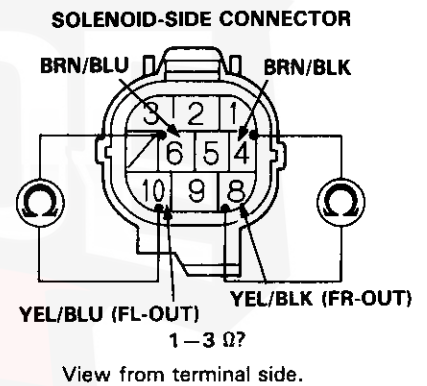 SOLENOID-SIDE CONNECTOR
BRN/BLU BRN/BLK
3 2 1
6 5 4
10 9 8
Ω Ω
YEL/BLU (FL-OUT) YEL/BLK (FR-OUT)
1—3 Ω?
View from terminal side.